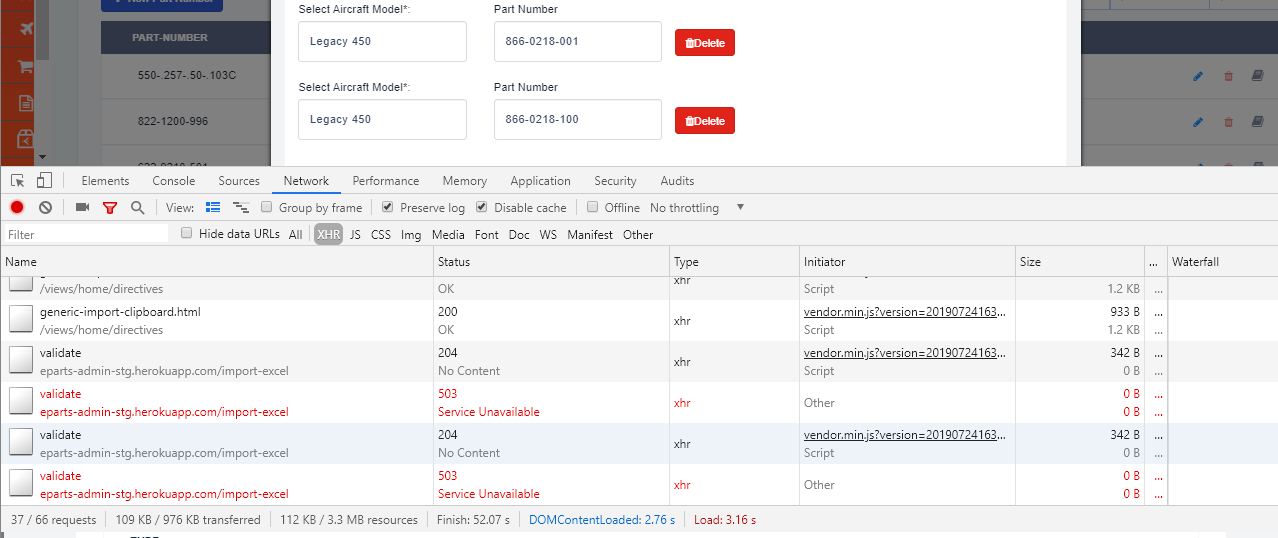 New Part Number
Select Aircraft Model*: Part Number
PART-NUMBER
Legacy 450 866-0218-001 Delete
550-.257-.50-.103C
Select Aircraft Model*: Part Number
822-1200-996
Legacy 450 866-0218-100 Delete
Elements Console Sources Network Performance Memory Application Security Audits
View: Group by frame Preserve log Disable cache Offline No throttling
Filter Hide data URLs All XHR JS CSS Img Media Font Doc WS Manifest Other
Name Status Type Initiator Size ... Waterfall
xhr
/views/home/directives OK Script 1.2 KB ...
generic-import-clipboard.html 200 xhr vendor.min.js?version=20190724163... 933 B ...
/views/home/directives OK Script 1.2 KB ...
validate 204 xhr vendor.min.js?version=20190724163... 342 B ...
eparts-admin-stg.herokuapp.com/import-excel No Content Script 0 B ...
validate 503 xhr Other 0 B ...
eparts-admin-stg.herokuapp.com/import-excel Service Unavailable 0 B ...
validate 204 xhr vendor.min.js?version=20190724163... 342 B ...
eparts-admin-stg.herokuapp.com/import-excel No Content Script 0 B ...
validate 503 xhr Other 0 B ...
eparts-admin-stg.herokuapp.com/import-excel Service Unavailable 0 B ...
37 / 66 requests 109 KB / 976 KB transferred 112 KB / 3.3 MB resources Finish: 52.07 s DOMContentLoaded: 2.76 s Load: 3.16 s